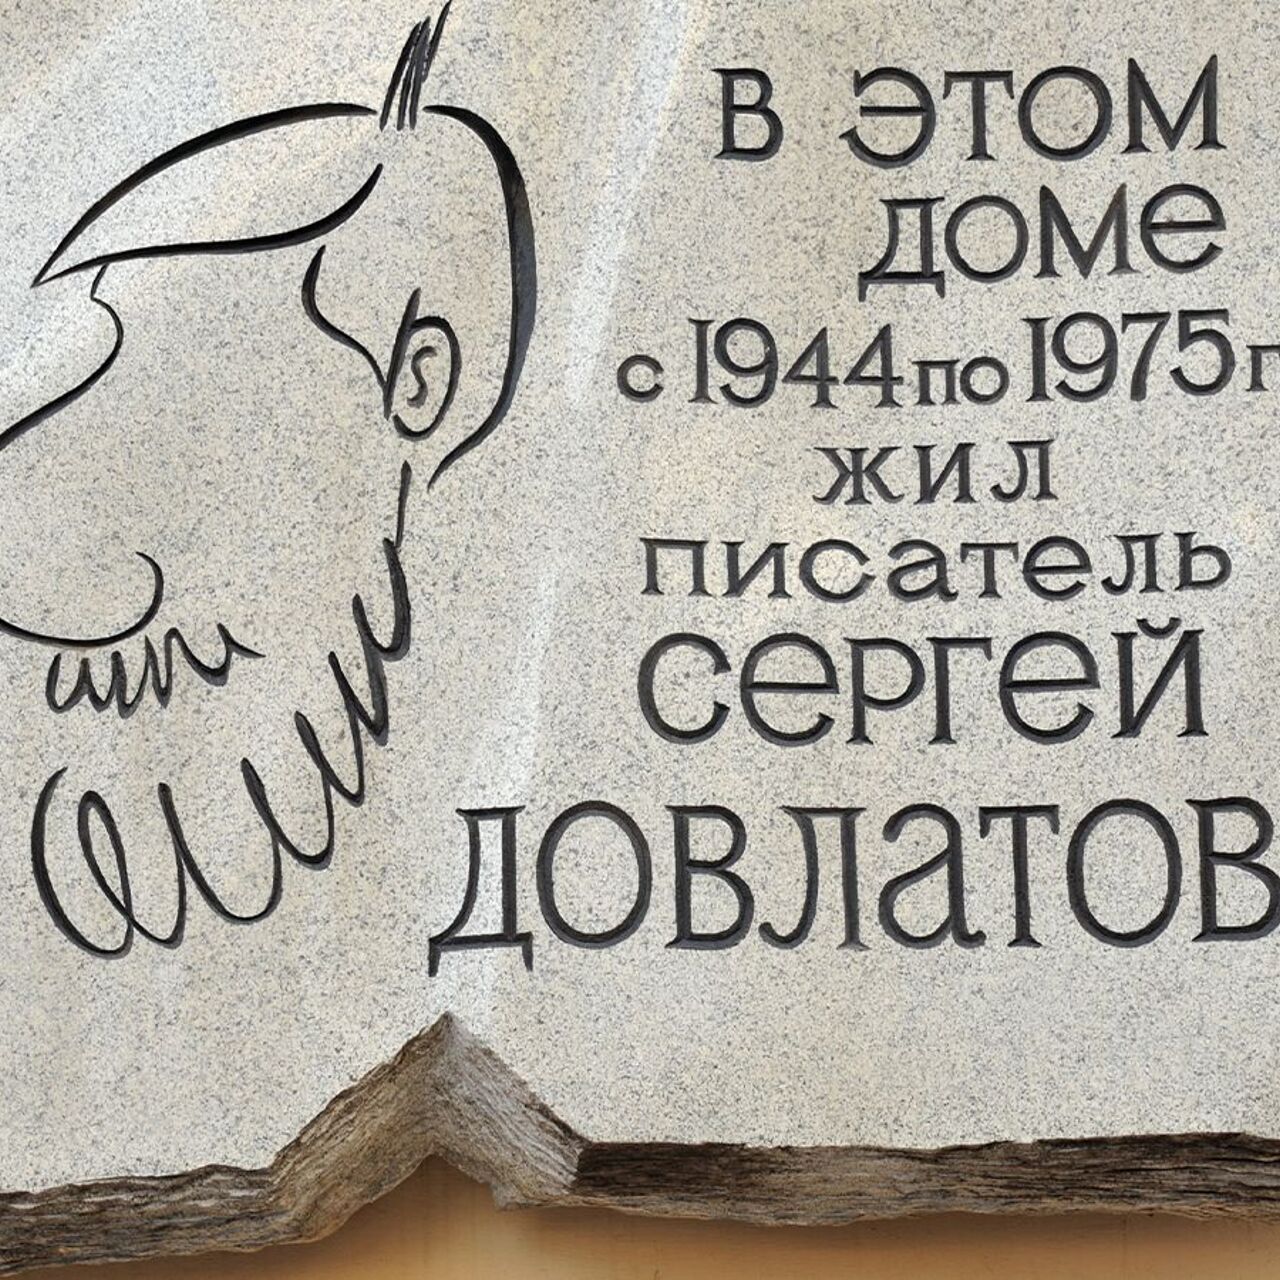 В ЭТОМ
ДОМЕ
с 1944 по 1975 г
ЖИЛ
писатель
СЕРГЕЙ
ДОВЛАТОВ